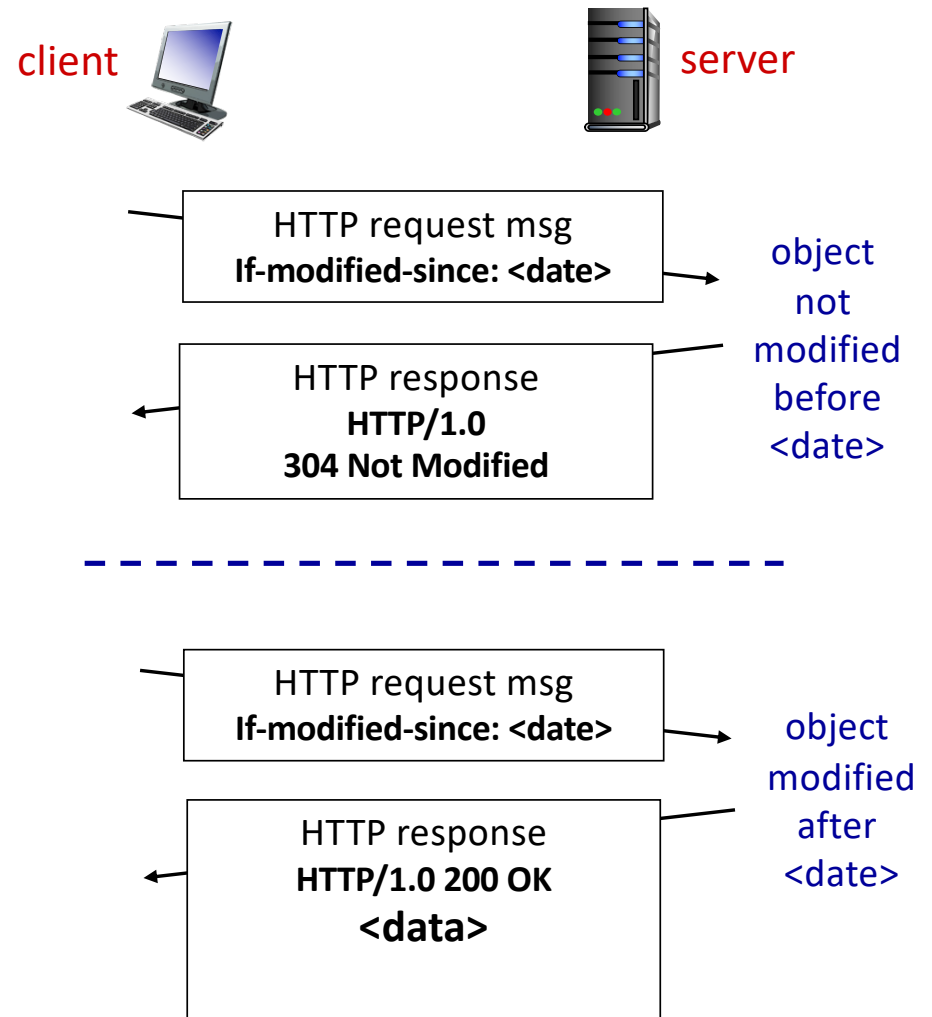 client
server
HTTP request msg
If-modified-since: <date>
object
not
modified
before
<date>
HTTP response
HTTP/1.0
304 Not Modified
HTTP request msg
If-modified-since: <date>
object
modified
after
<date>
HTTP response
HTTP/1.0 200 OK
<data>